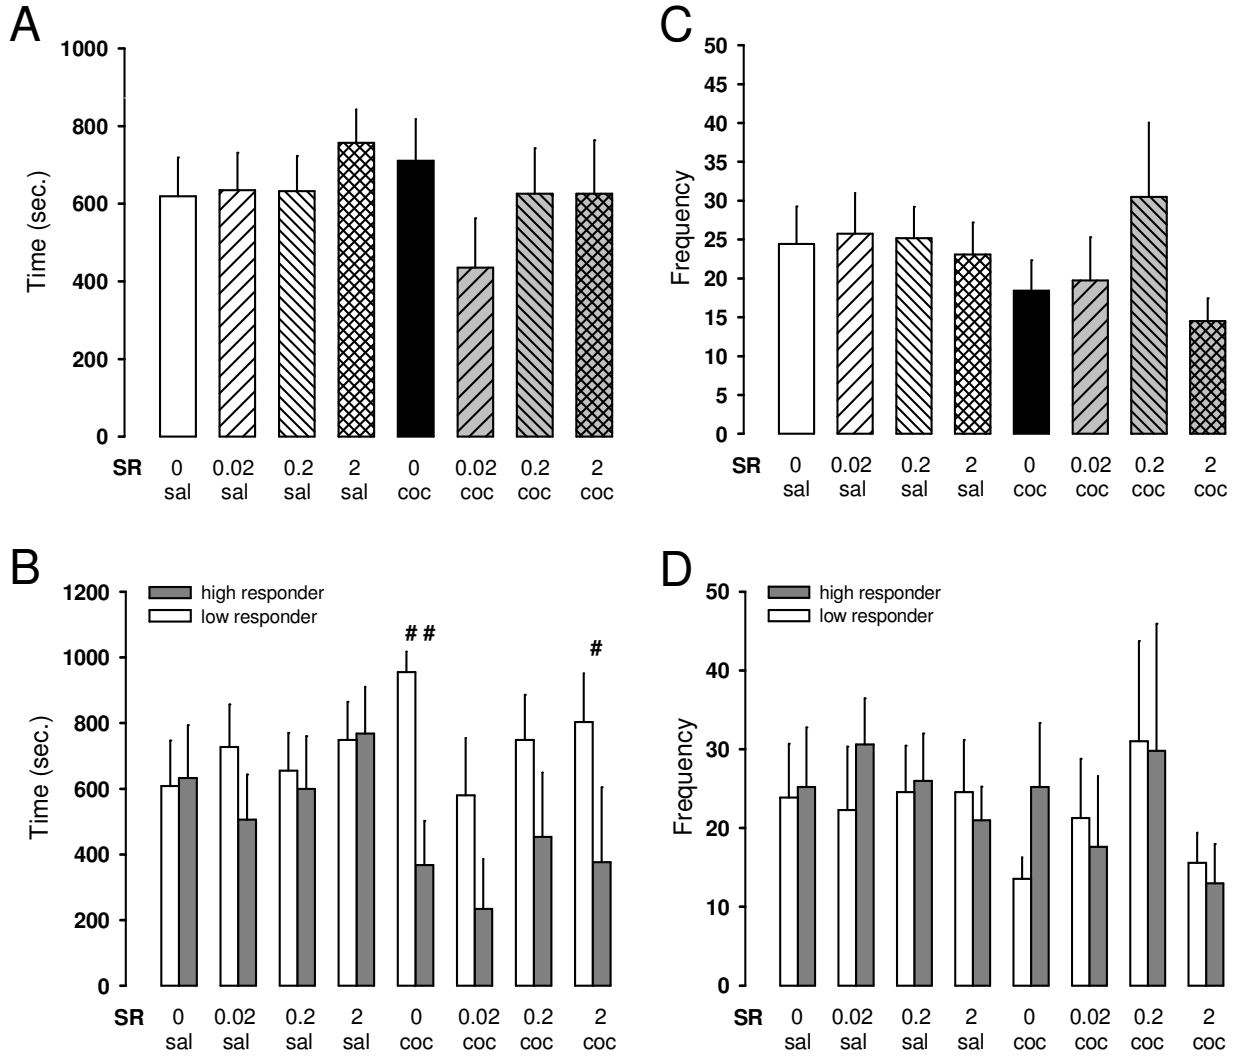 A
1000
800
600
400
200
0
Time (sec.)
SR 0 0.02 0.2 2 0 0.02 0.2 2
sal sal sal sal coc coc coc coc
C
50
45
40
35
30
25
20
15
10
5
0
Frequency
SR 0 0.02 0.2 2 0 0.02 0.2 2
sal sal sal sal coc coc coc coc
B
1200
1000
800
600
400
200
0
Time (sec.)
high responder
low responder
# #
#
SR 0 0.02 0.2 2 0 0.02 0.2 2
sal sal sal sal coc coc coc coc
D
50
40
30
20
10
0
Frequency
high responder
low responder
SR 0 0.02 0.2 2 0 0.02 0.2 2
sal sal sal sal coc coc coc coc